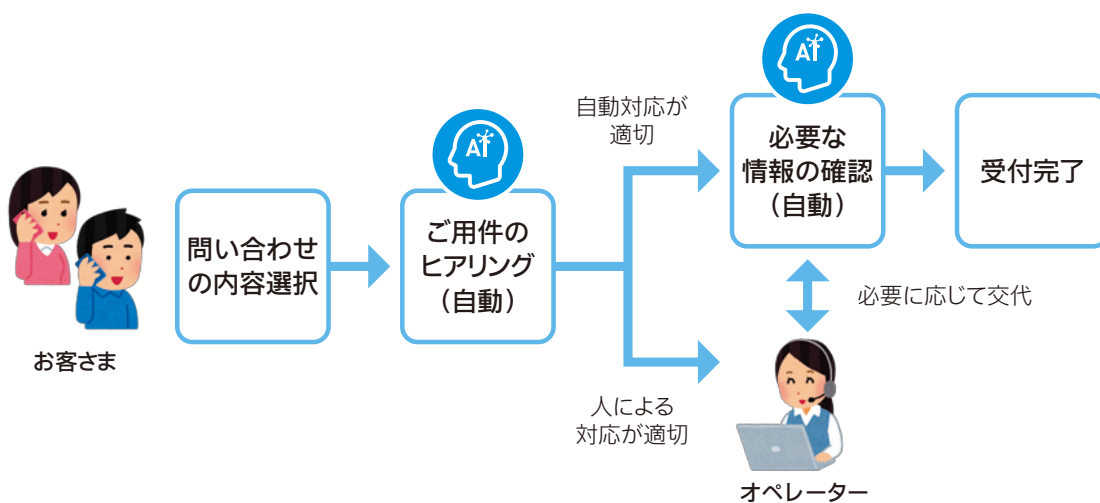 AI
自動対応が
適切
必要な
情報の確認
（自動）
受付完了
AI
ご用件の
ヒアリング
（自動）
問い合わせ
の内容選択
お客さま
必要に応じて交代
人による
対応が適切
オペレーター